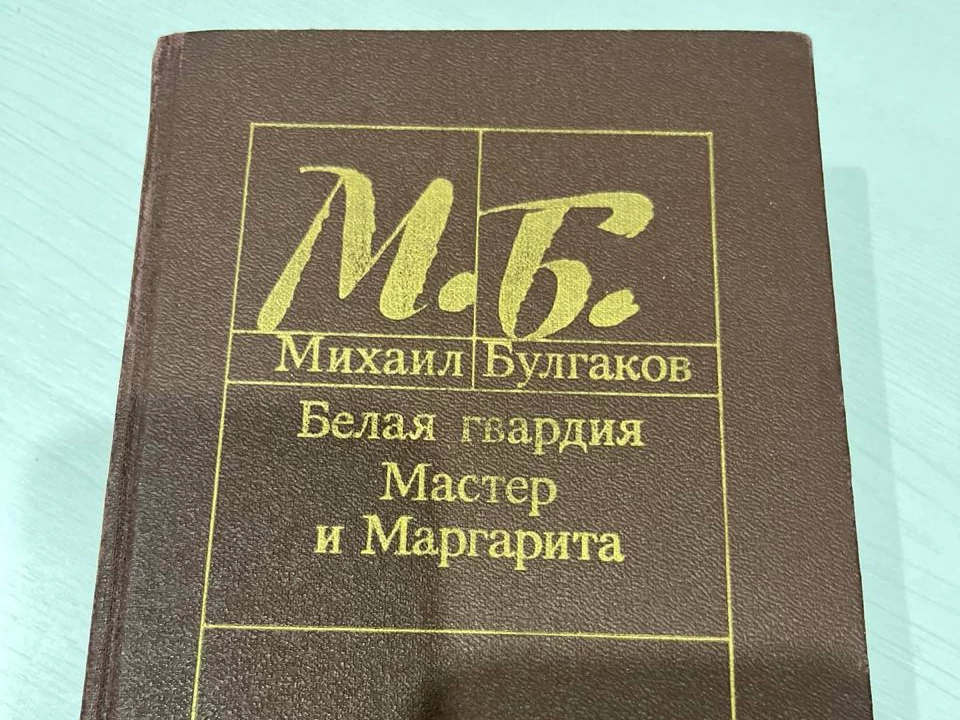 М.Б.
Михаил Булгаков
Белая гвардия
Мастер
и Маргарита